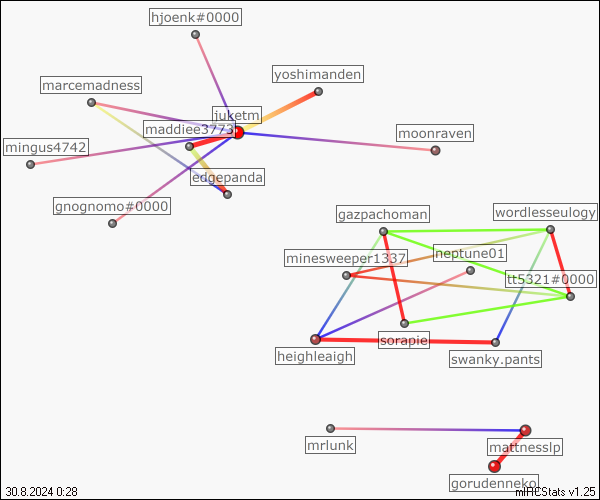 hjoenk#0000
yoshimanden
marcemadness
juketm
maddiee3773
moonraven
mingus4742
edgepanda
gnognomo#0000
gazpachoman
wordlesseulogy
neptune01
minesweeper1337
tt5321#0000
sorapie
heighleaigh
swanky.pants
mrlunk
mattnesslp
gorudenneko
30.8.2024 0:28
mIRCStats v1.25